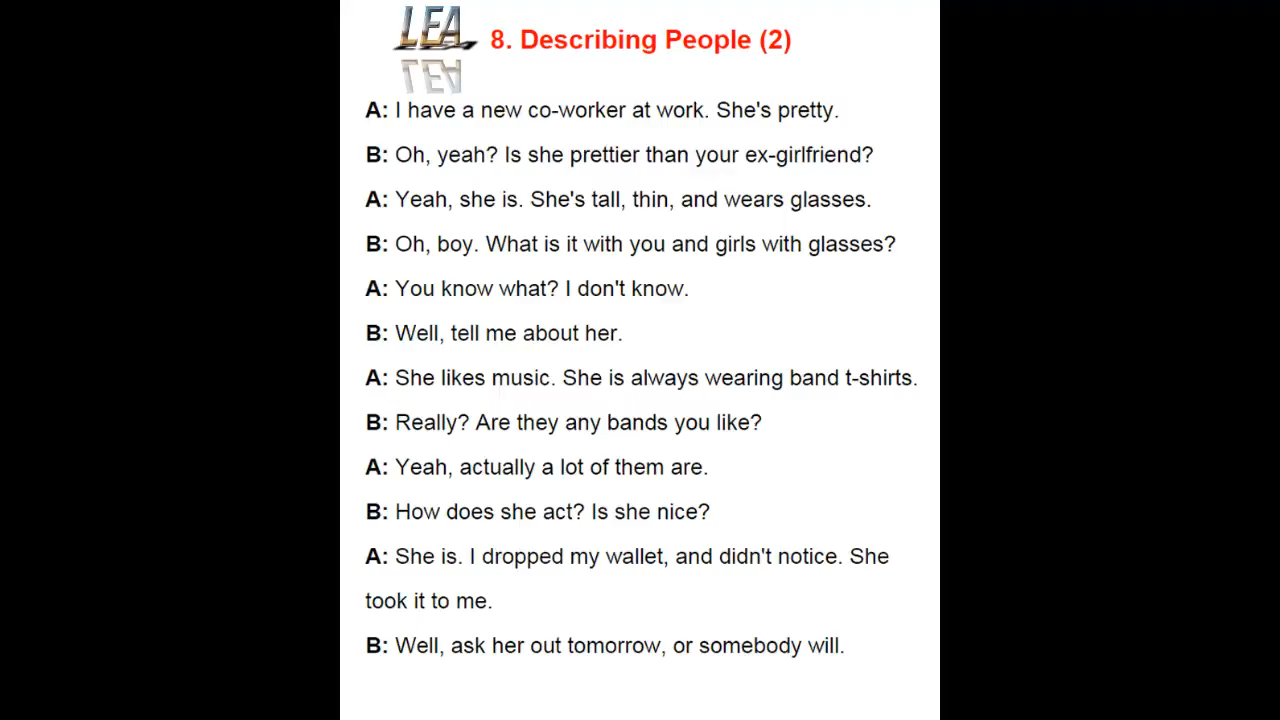 LEA
8. Describing People (2)
A: I have a new co-worker at work. She's pretty.
B: Oh, yeah? Is she prettier than your ex-girlfriend?
A: Yeah, she is. She's tall, thin, and wears glasses.
B: Oh, boy. What is it with you and girls with glasses?
A: You know what? I don't know.
B: Well, tell me about her.
A: She likes music. She is always wearing band t-shirts.
B: Really? Are they any bands you like?
A: Yeah, actually a lot of them are.
B: How does she act? Is she nice?
A: She is. I dropped my wallet, and didn't notice. She
took it to me.
B: Well, ask her out tomorrow, or somebody will.